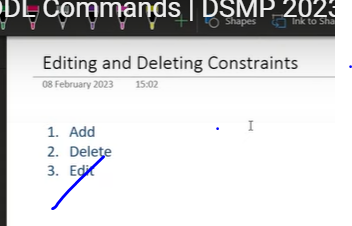 DL Commands | DSMP 2023
Shapes Ink to Sha
Editing and Deleting Constraints
08 February 2023 15:02
1. Add
2. Delete
3. Edit